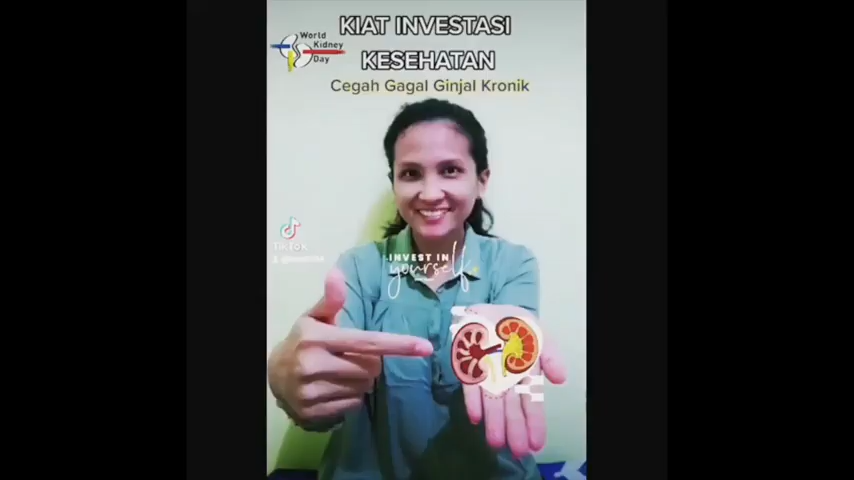 KIAT INVESTASI
World
Kidney
Day
KESEHATAN
Cegah Gagal Ginjal Kronik
TikTok
INVEST IN
yourself